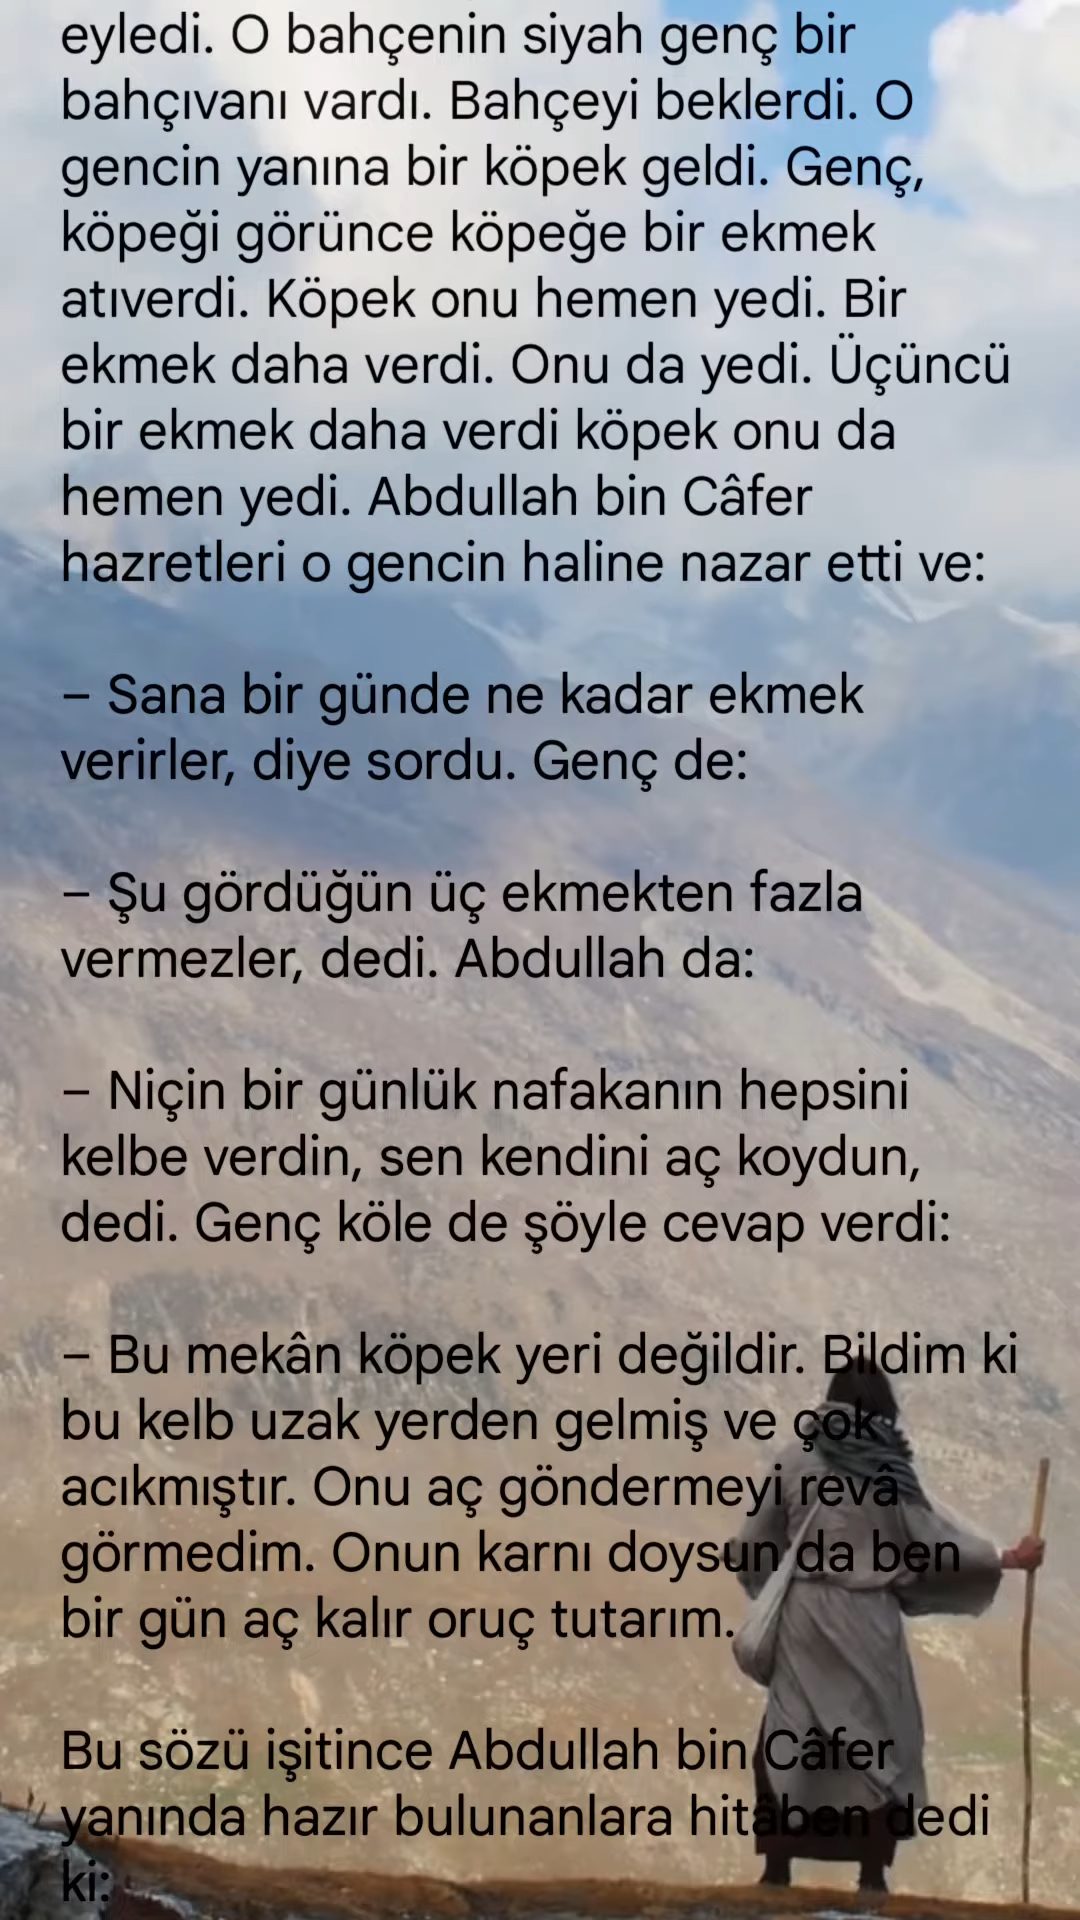 eyledi. O bahçenin siyah genç bir
bahçıvanı vardı. Bahçeyi beklerdi. O
gencin yanına bir köpek geldi. Genç,
köpeği görünce köpeğe bir ekmek
atıverdi. Köpek onu hemen yedi. Bir
ekmek daha verdi. Onu da yedi. Üçüncü
bir ekmek daha verdi köpek onu da
hemen yedi. Abdullah bin Câfer
hazretleri o gencin haline nazar etti ve:
– Sana bir günde ne kadar ekmek
verirler, diye sordu. Genç de:
– Şu gördüğün üç ekmekten fazla
vermezler, dedi. Abdullah da:
– Niçin bir günlük nafakanın hepsini
kelbe verdin, sen kendini aç koydun,
dedi. Genç köle de şöyle cevap verdi:
– Bu mekân köpek yeri değildir. Bildim ki
bu kelb uzak yerden gelmiş ve çok
acıkmıştır. Onu aç göndermeyi revâ
görmedim. Onun karnı doysun da ben
bir gün aç kalır oruç tutarım.
Bu sözü işitince Abdullah bin Câfer
yanında hazır bulunanlara hitâben dedi
ki: